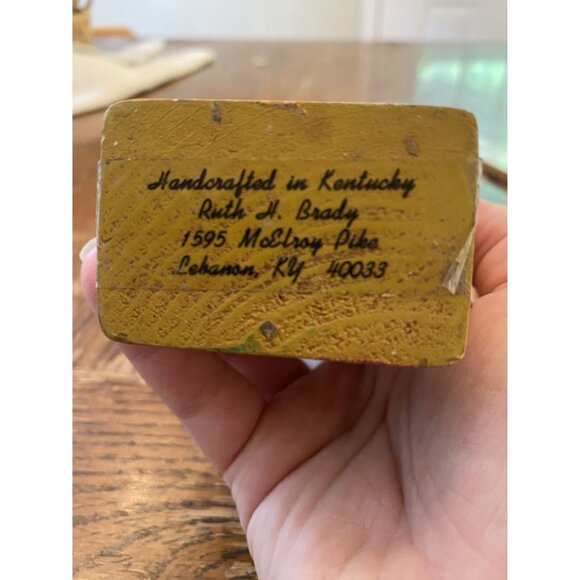 Handcrafted in Kentucky
Ruth H. Brady
1595 McElroy Pike
Lebanon, KY 40033